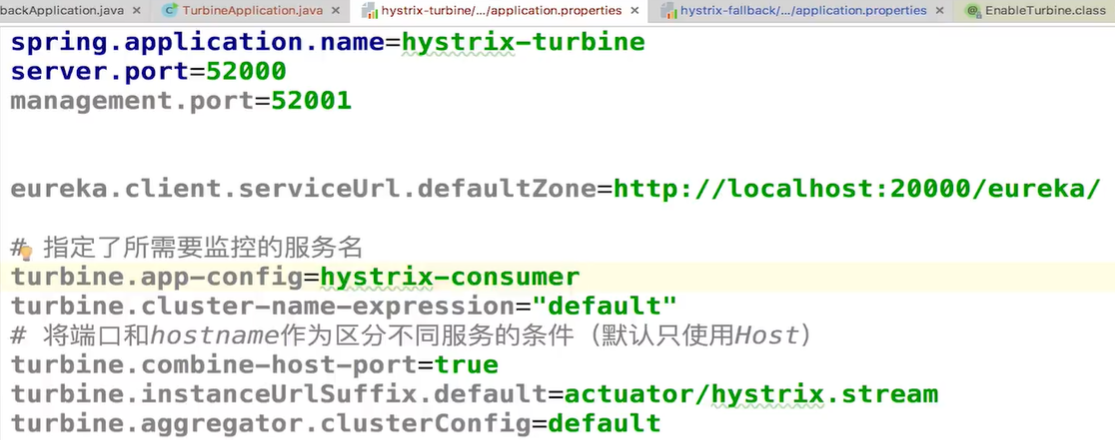 backApplication.java × TurbineApplication.java × hystrix-turbine/.../application.properties × hystrix-fallback/.../application.properties × EnableTurbine.class
spring.application.name=hystrix-turbine
server.port=52000
management.port=52001
eureka.client.serviceUrl.defaultZone=http://localhost:20000/eureka/
# 指定了所需要监控的服务名
turbine.app-config=hystrix-consumer
turbine.cluster-name-expression="default"
# 将端口和hostname作为区分不同服务的条件（默认只使用Host）
turbine.combine-host-port=true
turbine.instanceUrlSuffix.default=actuator/hystrix.stream
turbine.aggregator.clusterConfig=default